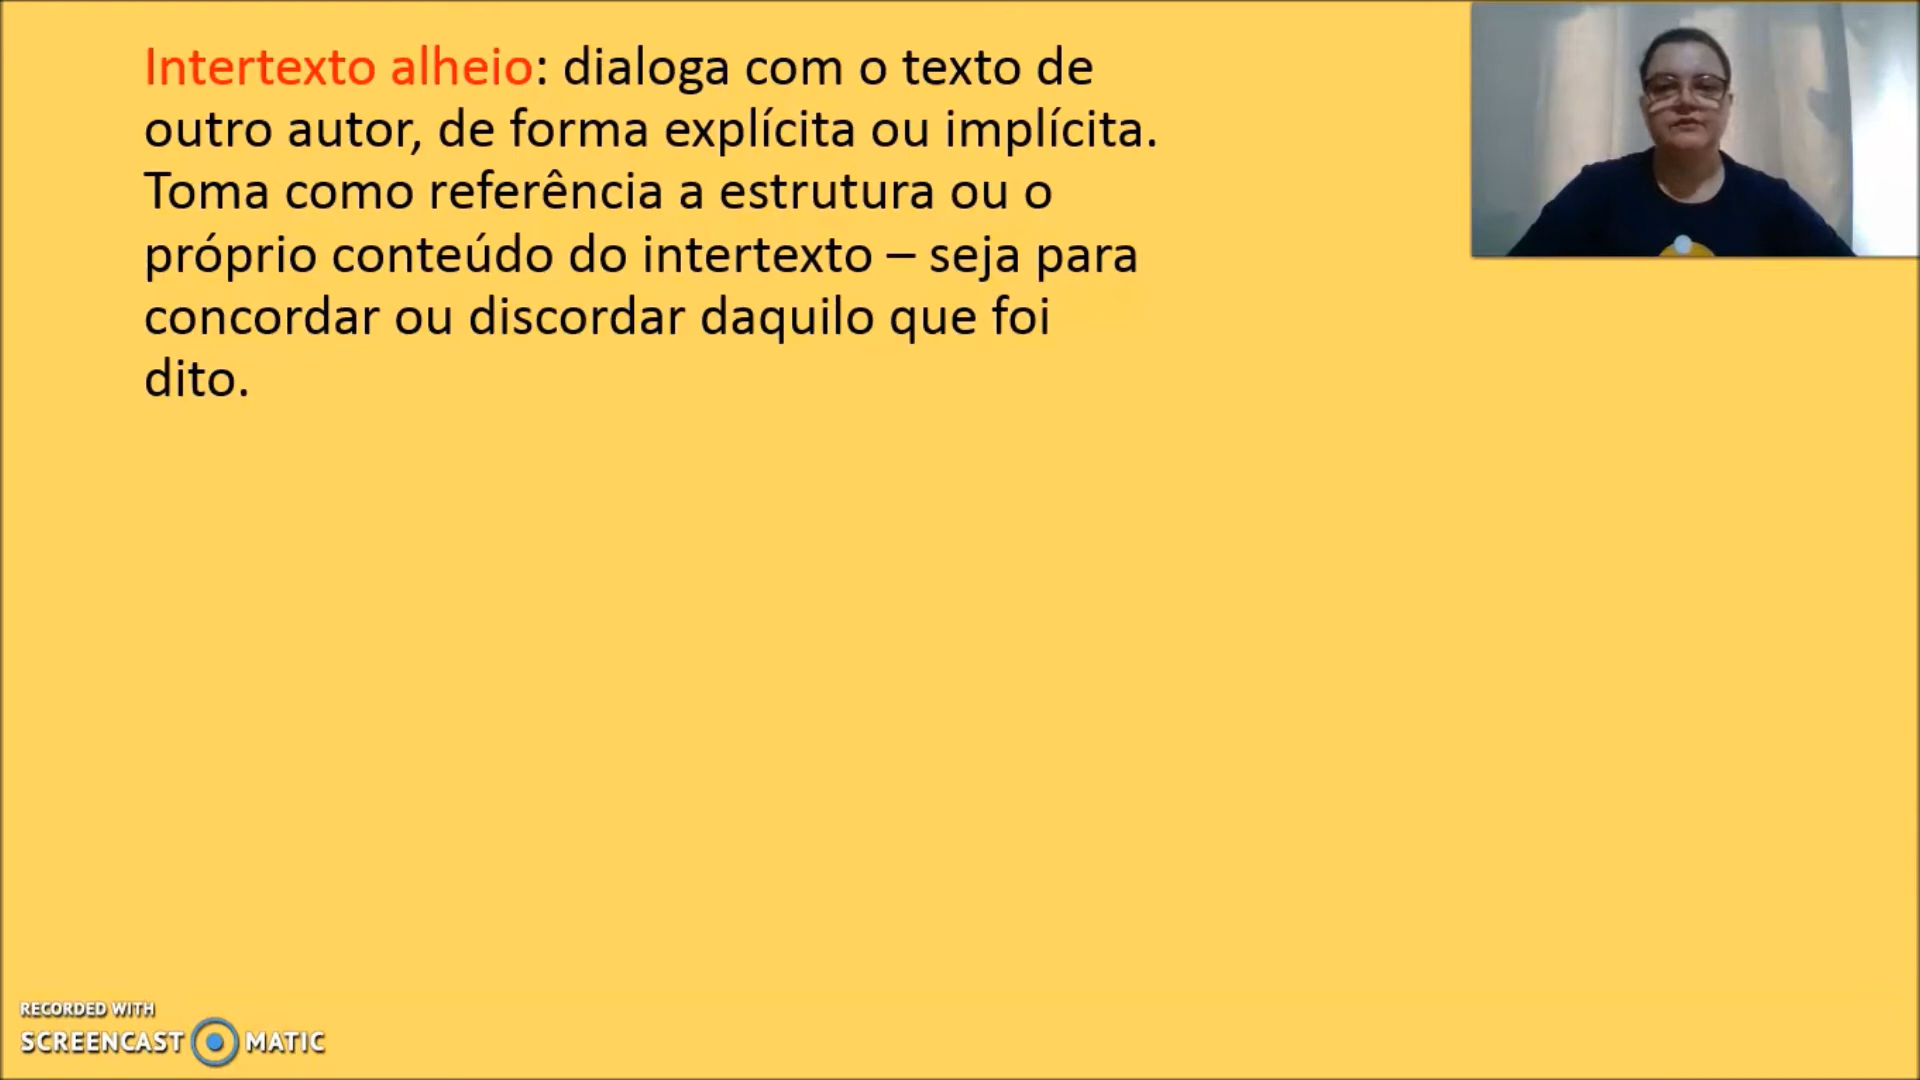 Intertexto alheio: dialoga com o texto de
outro autor, de forma explícita ou implícita.
Toma como referência a estrutura ou o
próprio conteúdo do intertexto – seja para
concordar ou discordar daquilo que foi
dito.
RECORDED WITH
SCREENCAST MATIC